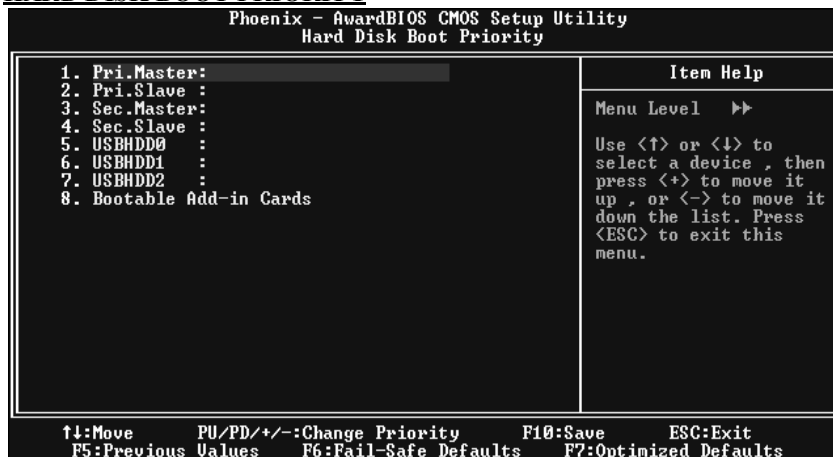 HARD DISK BOOT PRIORITY
Phoenix - AwardBIOS CMOS Setup Utility
Hard Disk Boot Priority
1. Pri.Master:
2. Pri.Slave :
3. Sec.Master:
4. Sec.Slave :
5. USBHDD0 :
6. USBHDD1 :
7. USBHDD2 :
8. Bootable Add-in Cards
Item Help
Menu Level ▸▸
Use <↑> or <↓> to
select a device , then
press <+> to move it
up , or <-> to move it
down the list. Press
<ESC> to exit this
menu.
↑↓:Move PU/PD/+/-:Change Priority F10:Save ESC:Exit
F5:Previous Values F6:Fail-Safe Defaults F7:Optimized Defaults